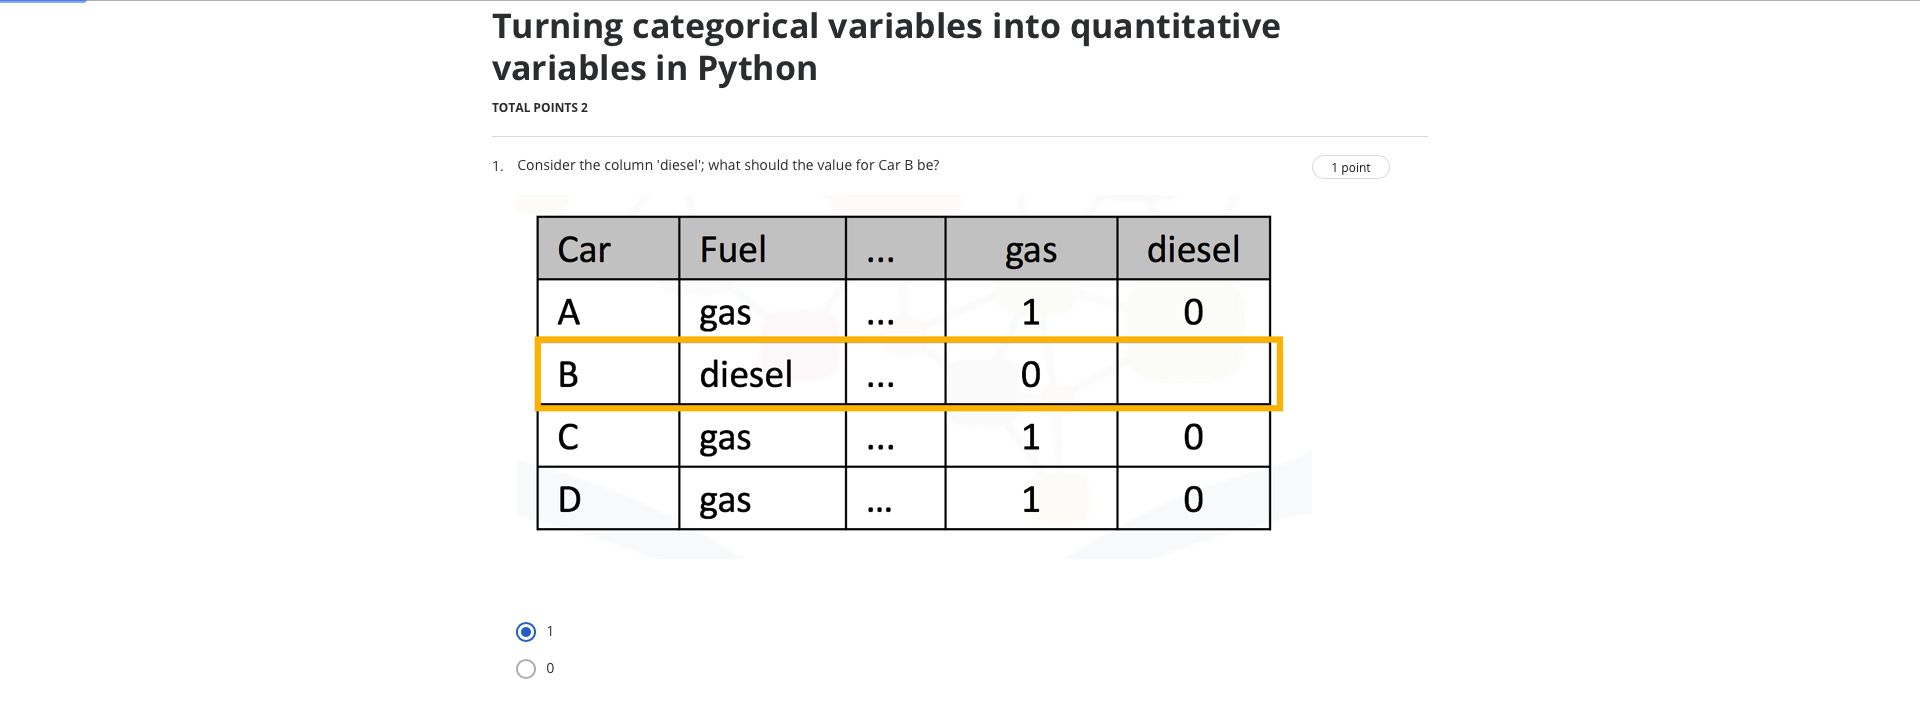 Turning categorical variables into quantitative
variables in Python
TOTAL POINTS 2
1. Consider the column 'diesel'; what should the value for Car B be? 1 point
Car Fuel ... gas diesel
A gas ... 1 0
B diesel ... 0
C gas ... 1 0
D gas ... 1 0
1
0